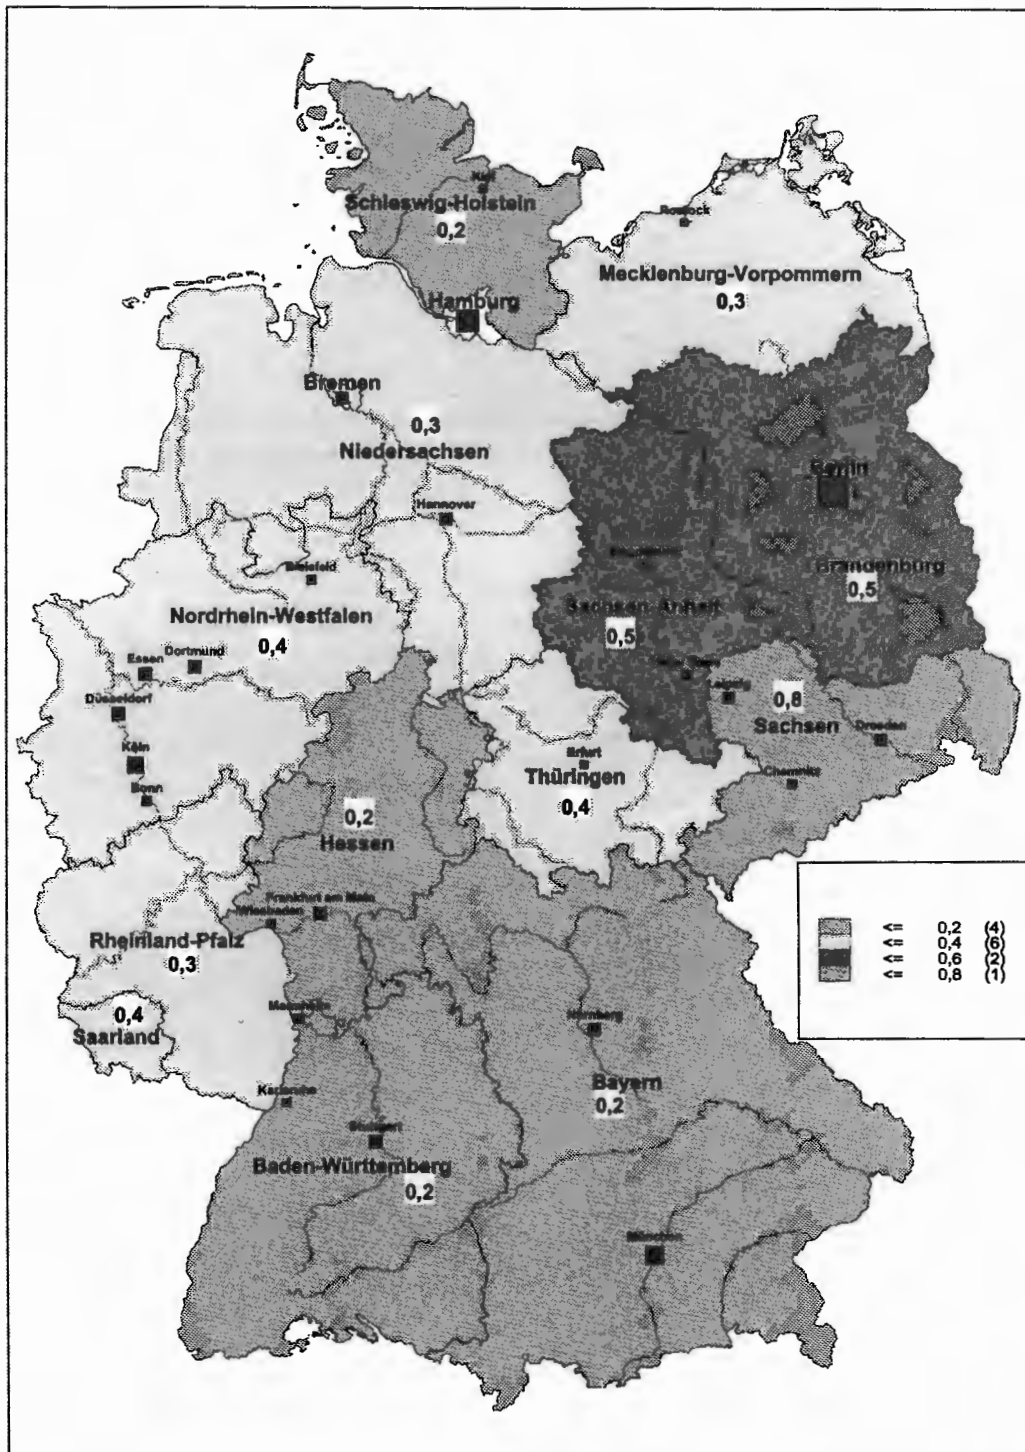 Kiel
Schleswig-Holstein
0,2
Rostock
Mecklenburg-Vorpommern
0,3
Hamburg
Bremen
0,3
Niedersachsen
Hannover
Berlin
Brandenburg
0,5
Bielefeld
Sachsen-Anhalt
0,5
Nordrhein-Westfalen
0,4
Essen
Dortmund
Düsseldorf
Köln
Bonn
Leipzig
0,8
Sachsen
Dresden
Chemnitz
Erfurt
Thüringen
0,4
0,2
Hessen
Frankfurt am Main
Wiesbaden
Rheinland-Pfalz
0,3
0,4
Saarland
Mannheim
Nürnberg
Bayern
0,2
Karlsruhe
Stuttgart
Baden-Württemberg
0,2
München
<= 0,2 (4)
<= 0,4 (6)
<= 0,6 (2)
<= 0,8 (1)